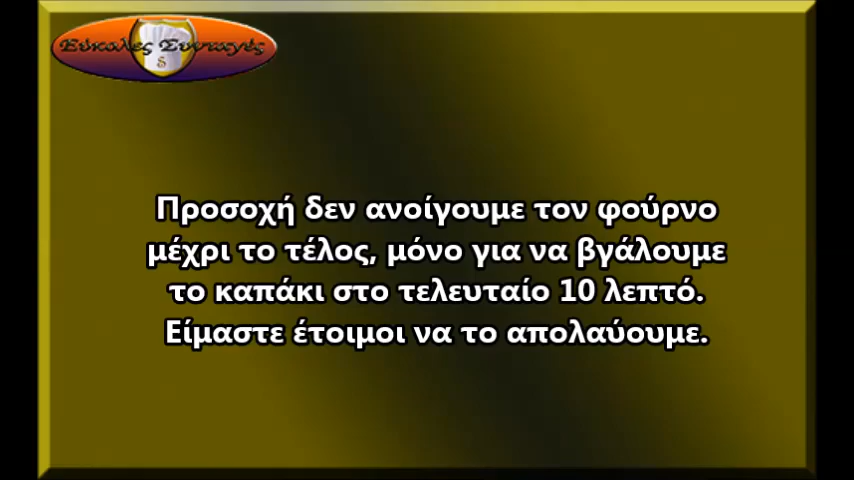 Εύκολες Συνταγές
Προσοχή δεν ανοίγουμε τον φούρνο
μέχρι το τέλος, μόνο για να βγάλουμε
το καπάκι στο τελευταίο 10 λεπτό.
Είμαστε έτοιμοι να το απολαύουμε.